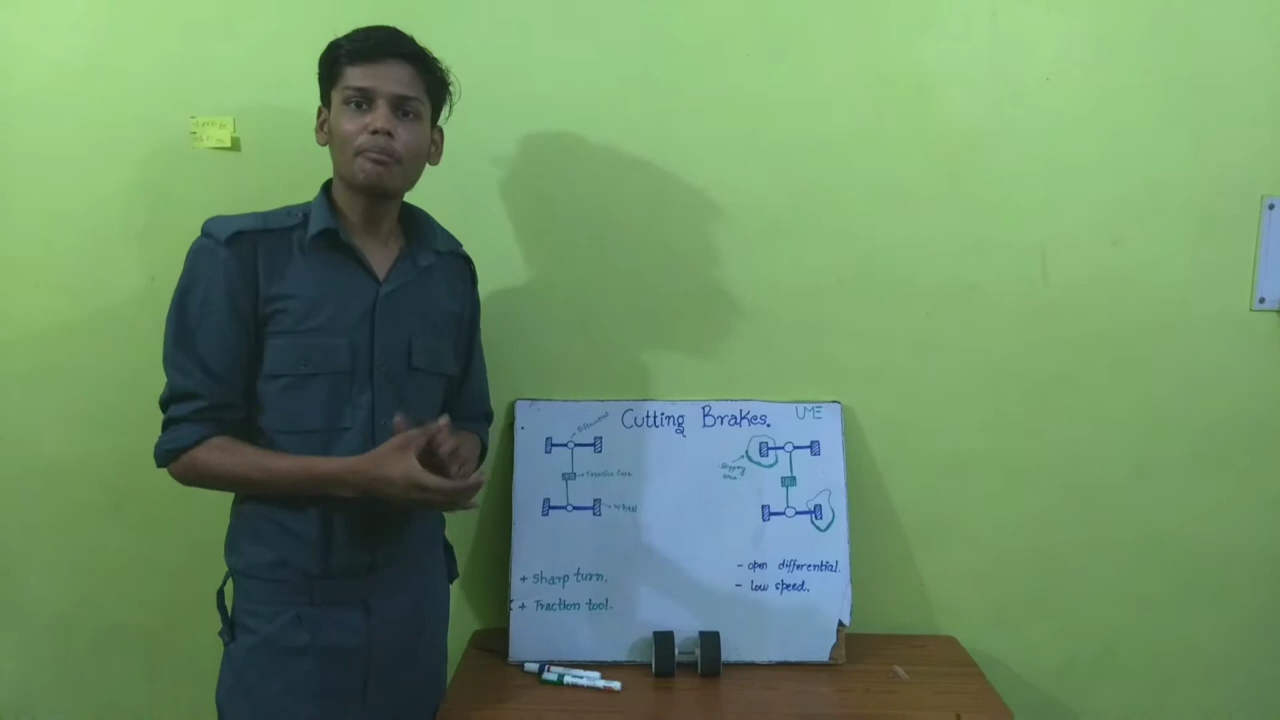 Cutting Brakes.
UME
Differential
Transfer Case
Wheel
Slipping
area
+ Sharp turn.
+ Traction tool.
- open differential.
- low speed.